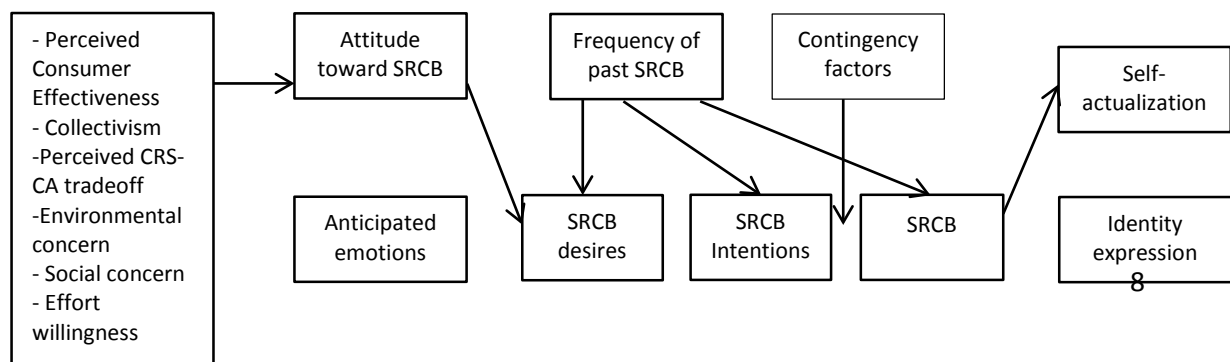 - Perceived
Consumer
Effectiveness
- Collectivism
-Perceived CRS-
CA tradeoff
-Environmental
concern
- Social concern
- Effort
willingness
Attitude
toward SRCB
Frequency of
past SRCB
Contingency
factors
Self-
actualization
Anticipated
emotions
SRCB
desires
SRCB
Intentions
SRCB
Identity
expression
8